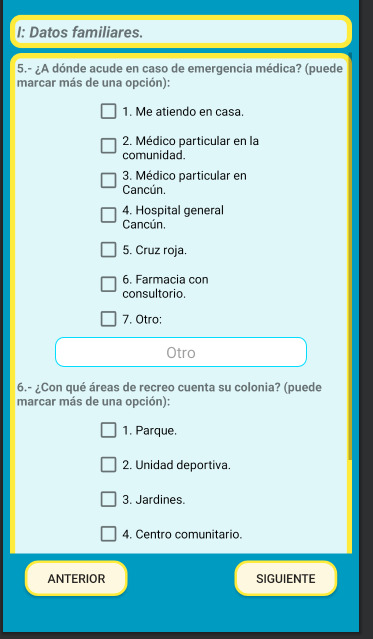 I: Datos familiares.
5.- ¿A dónde acude en caso de emergencia médica? (puede
marcar más de una opción):
1. Me atiendo en casa.
2. Médico particular en la
comunidad.
3. Médico particular en
Cancún.
4. Hospital general
Cancún.
5. Cruz roja.
6. Farmacia con
consultorio.
7. Otro:
Otro
6.- ¿Con qué áreas de recreo cuenta su colonia? (puede
marcar más de una opción):
1. Parque.
2. Unidad deportiva.
3. Jardines.
4. Centro comunitario.
ANTERIOR
SIGUIENTE